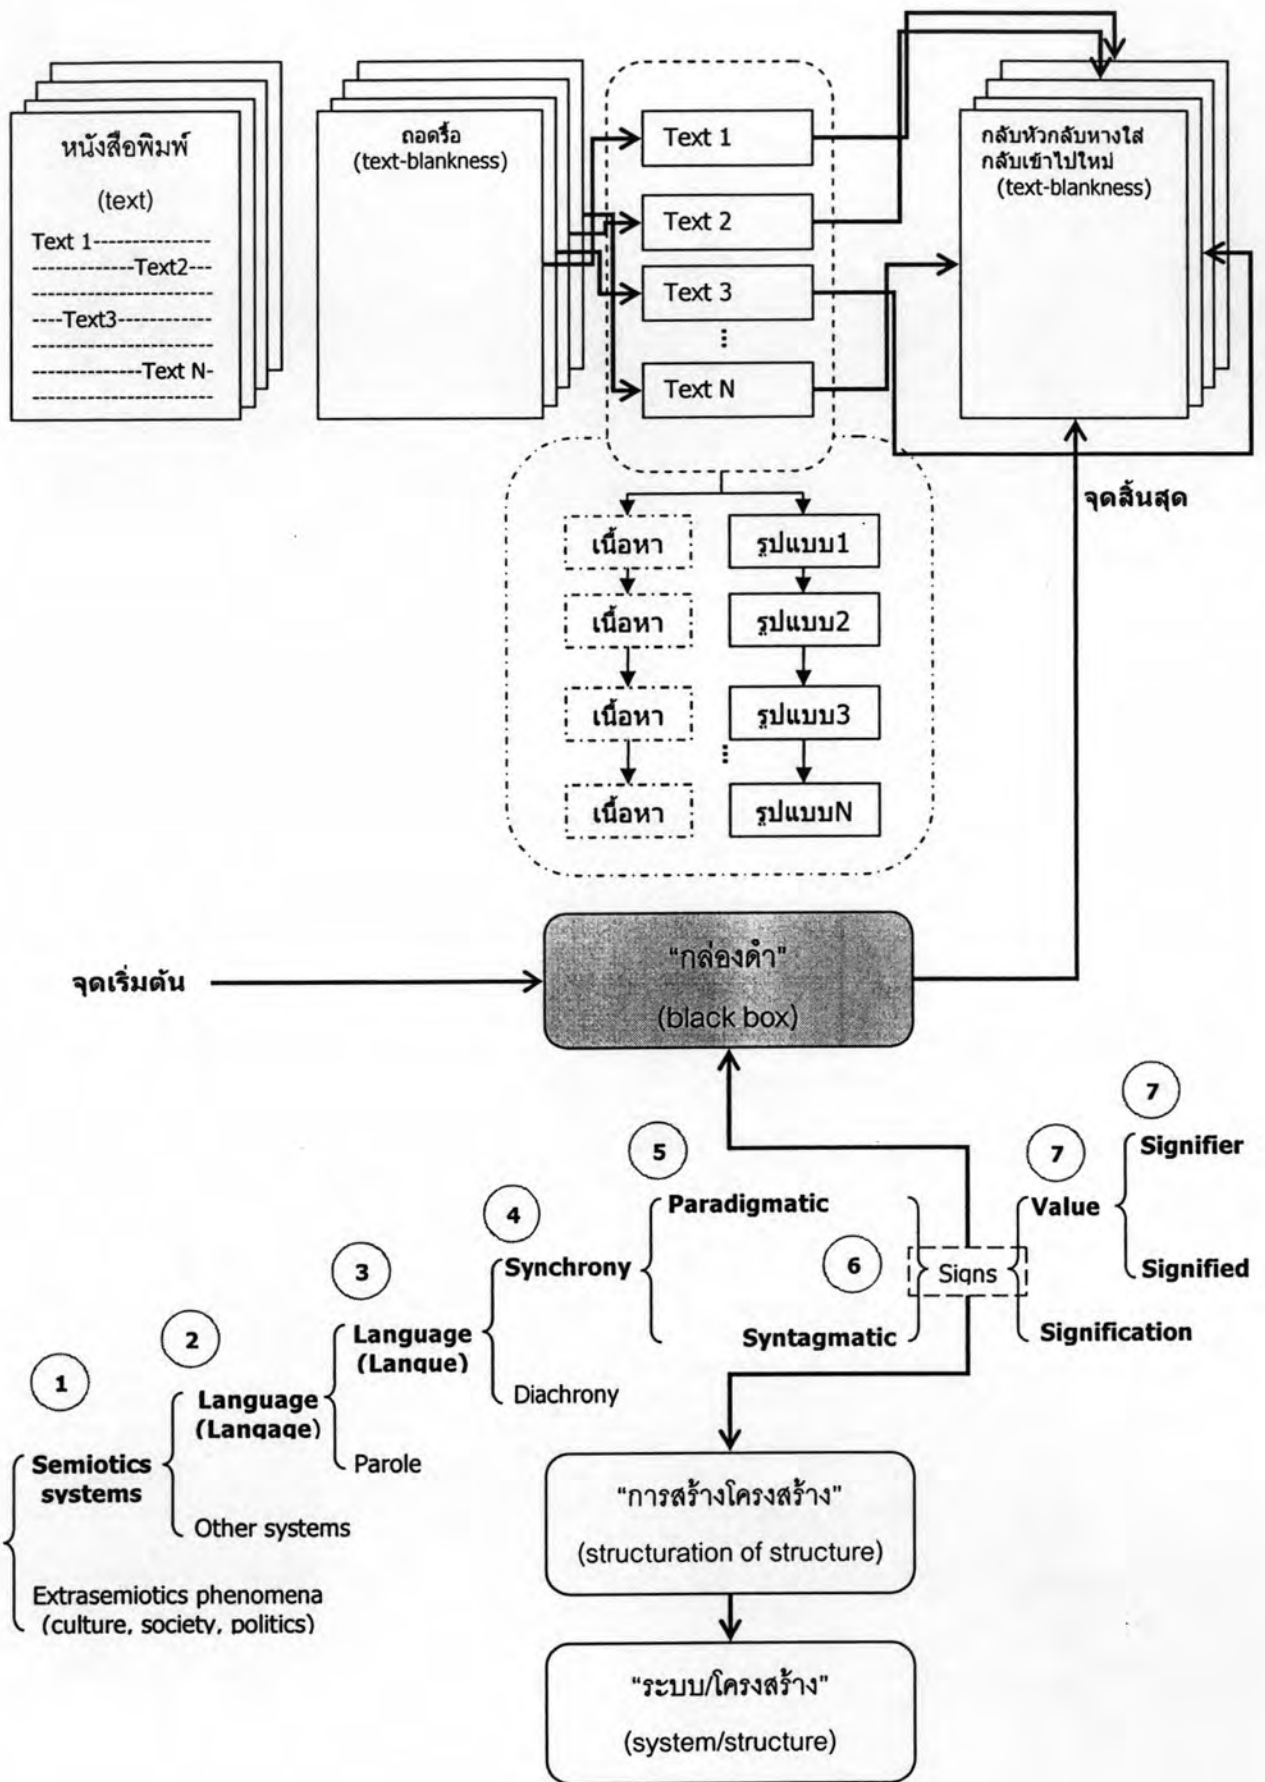 หนังสือพิมพ์
(text)
Text 1---------------
-------------Text2---
----Text3------------
--------------Text N-
ถอดรื้อ
(text-blankness)
Text 1
Text 2
Text 3
Text N
กลับหัวกลับหางใส่
กลับเข้าไปใหม่
(text-blankness)
จุดสิ้นสุด
เนื้อหา
รูปแบบ1
เนื้อหา
รูปแบบ2
เนื้อหา
รูปแบบ3
เนื้อหา
รูปแบบN
จุดเริ่มต้น
“กล่องดำ”
(black box)
7
Signifier
5
7
Paradigmatic
Value
4
Synchrony
6
Signs
Signified
3
Language
(Langue)
Syntagmatic
Signification
2
Language
(Langage)
Diachrony
1
Semiotics
systems
Parole
Other systems
Extrasemiotics phenomena
(culture, society, politics)
“การสร้างโครงสร้าง”
(structuration of structure)
“ระบบ/โครงสร้าง”
(system/structure)